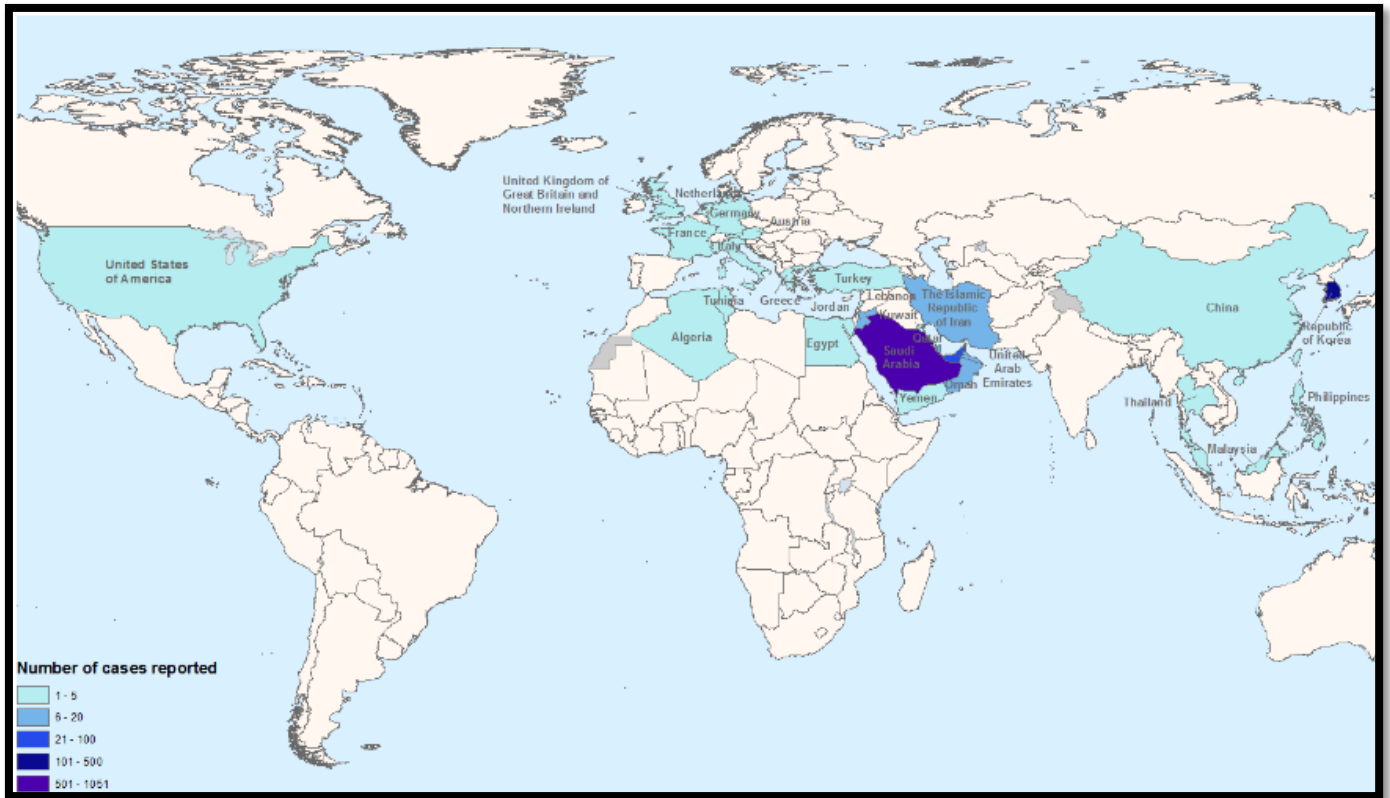 United Kingdom of
Great Britain and
Northern Ireland
Netherlands
Germany
Austria
France
Italy
United States
of America
Turkey
Tunisia
Greece
Lebanon
The Islamic
Republic
of Iran
Jordan
Kuwait
China
Algeria
Egypt
Qatar
Republic
of Korea
Saudi
Arabia
United
Arab
Emirates
Oman
Yemen
Thailand
Philippines
Malaysia
Number of cases reported
1 - 5
6 - 20
21 - 100
101 - 500
501 - 1051